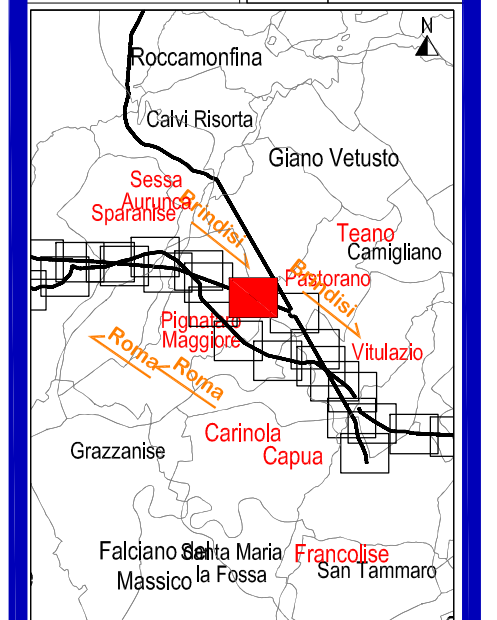 N
Roccamonfina
Calvi Risorta
Giano Vetusto
Sessa
Aurunca
Sparanise
Brindisi
Teano
Camigliano
Pastorano
Brindisi
Pignataro
Maggiore
Vitulazio
Roma
Roma
Carinola
Grazzanise
Capua
Falciano del
Massico
Santa Maria
la Fossa
Francolise
San Tammaro